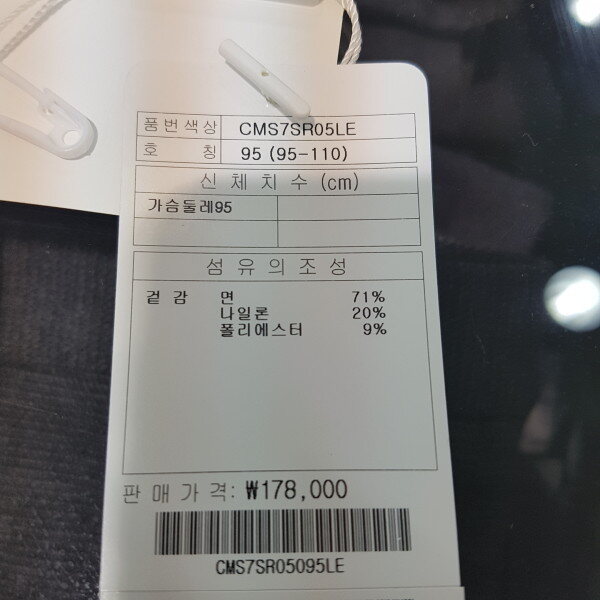 품번색상 CMS7SR05LE
호 칭 95 (95-110)
신 체 치 수 (cm)
가슴둘레95
섬 유 의 조 성
겉 감 면 71%
나일론 20%
폴리에스터 9%
판 매 가 격: ₩178,000
CMS7SR05095LE